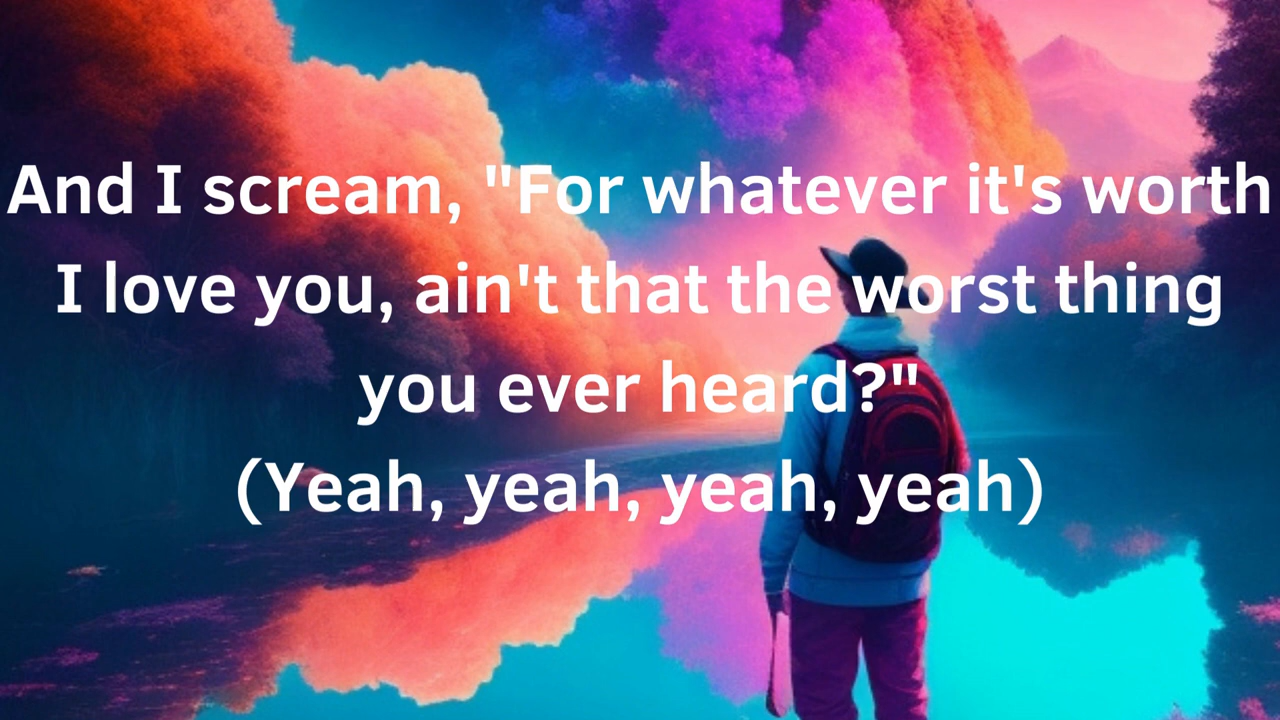 And I scream, "For whatever it's worth
I love you, ain't that the worst thing
you ever heard?"
(Yeah, yeah, yeah, yeah)